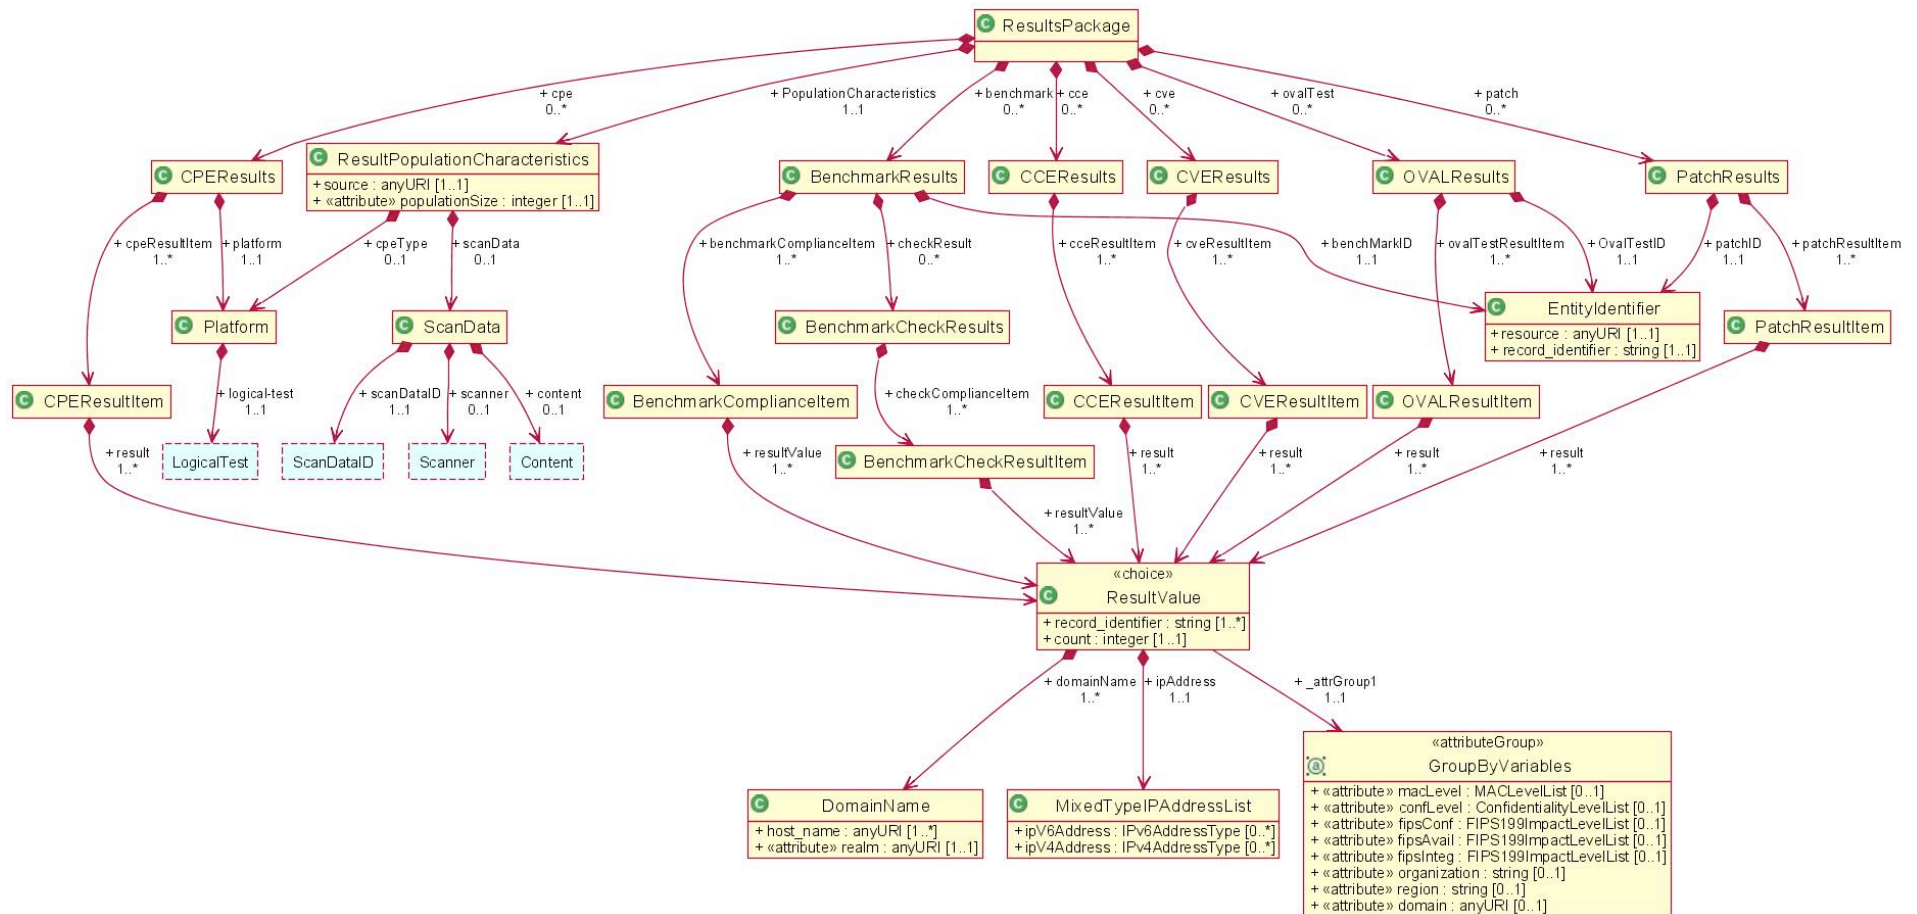 C ResultsPackage
+ cpe
0..*
+ PopulationCharacteristics
1..1
+ benchmark
0..*
+ cce
0..*
+ cve
0..*
+ ovalTest
0..*
+ patch
0..*
C CPEResults
C ResultPopulationCharacteristics
+ source : anyURI [1..1]
+ «attribute» populationSize : integer [1..1]
C BenchmarkResults
C CCEResults
C CVEResults
C OVALResults
C PatchResults
+ cpeResultItem
1..*
+ platform
1..1
+ cpeType
0..1
+ scanData
0..1
+ benchmarkComplianceItem
1..*
+ checkResult
0..*
+ cceResultItem
1..*
+ cveResultItem
1..*
+ benchMarkID
1..1
+ ovalTestResultItem
1..*
+ OvalTestID
1..1
+ patchID
1..1
+ patchResultItem
1..*
C Platform
C ScanData
C BenchmarkCheckResults
C EntityIdentifier
+ resource : anyURI [1..1]
+ record_identifier : string [1..1]
C PatchResultItem
C CPEResultItem
+ logical-test
1..1
+ scanDataID
1..1
+ scanner
0..1
+ content
0..1
C BenchmarkComplianceItem
+ checkComplianceItem
1..*
C CCEResultItem
C CVEResultItem
C OVALResultItem
+ result
1..*
LogicalTest
ScanDataID
Scanner
Content
+ resultValue
1..*
C BenchmarkCheckResultItem
+ result
1..*
+ result
1..*
+ result
1..*
+ result
1..*
+ resultValue
1..*
«choice»
C ResultValue
+ record_identifier : string [1..*]
+ count : integer [1..1]
+ domainName
1..*
+ ipAddress
1..1
+ _attrGroup1
1..1
C DomainName
+ host_name : anyURI [1..*]
+ «attribute» realm : anyURI [1..1]
C MixedTypeIPAddressList
+ ipV6Address : IPv6AddressType [0..*]
+ ipV4Address : IPv4AddressType [0..*]
«attributeGroup»
a GroupByVariables
+ «attribute» macLevel : MACLevelList [0..1]
+ «attribute» confLevel : ConfidentialityLevelList [0..1]
+ «attribute» fipsConf : FIPS199ImpactLevelList [0..1]
+ «attribute» fipsAvail : FIPS199ImpactLevelList [0..1]
+ «attribute» fipsInteg : FIPS199ImpactLevelList [0..1]
+ «attribute» organization : string [0..1]
+ «attribute» region : string [0..1]
+ «attribute» domain : anyURI [0..1]